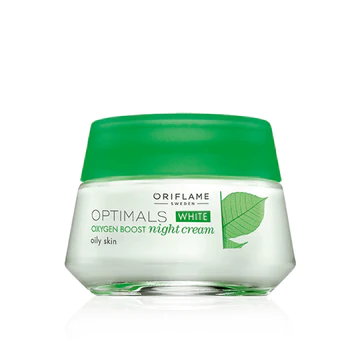 ORIFLAME
SWEDEN
OPTIMALS WHITE
OXYGEN BOOST night cream
oily skin